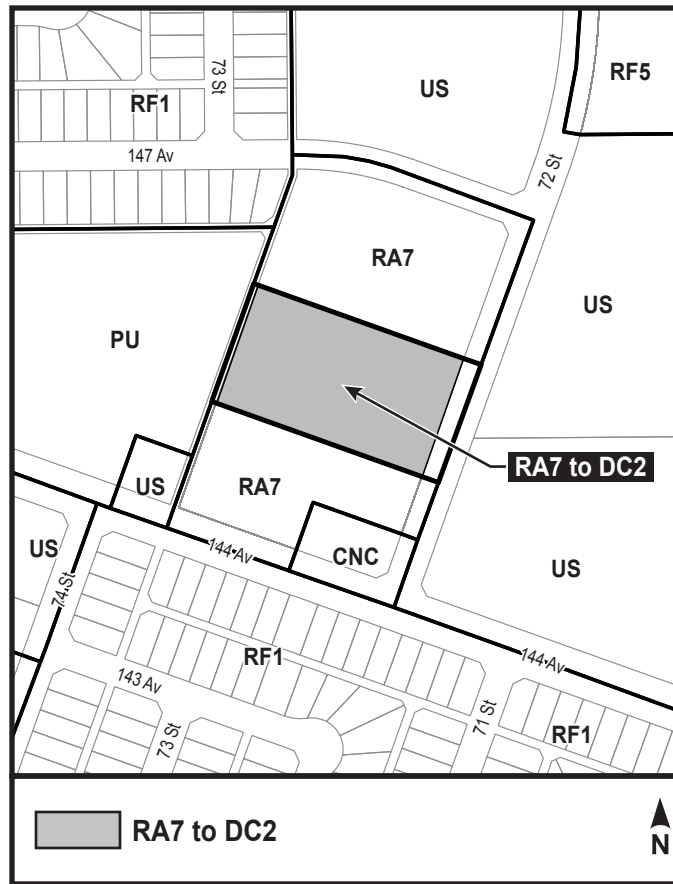 RF5
US
73 St
RF1
147 Av
72 St
RA7
US
PU
RA7 to DC2
US
RA7
US
144 Av
CNC
US
74 St
RF1
144 Av
143 Av
73 St
71 St
RF1
RA7 to DC2
N